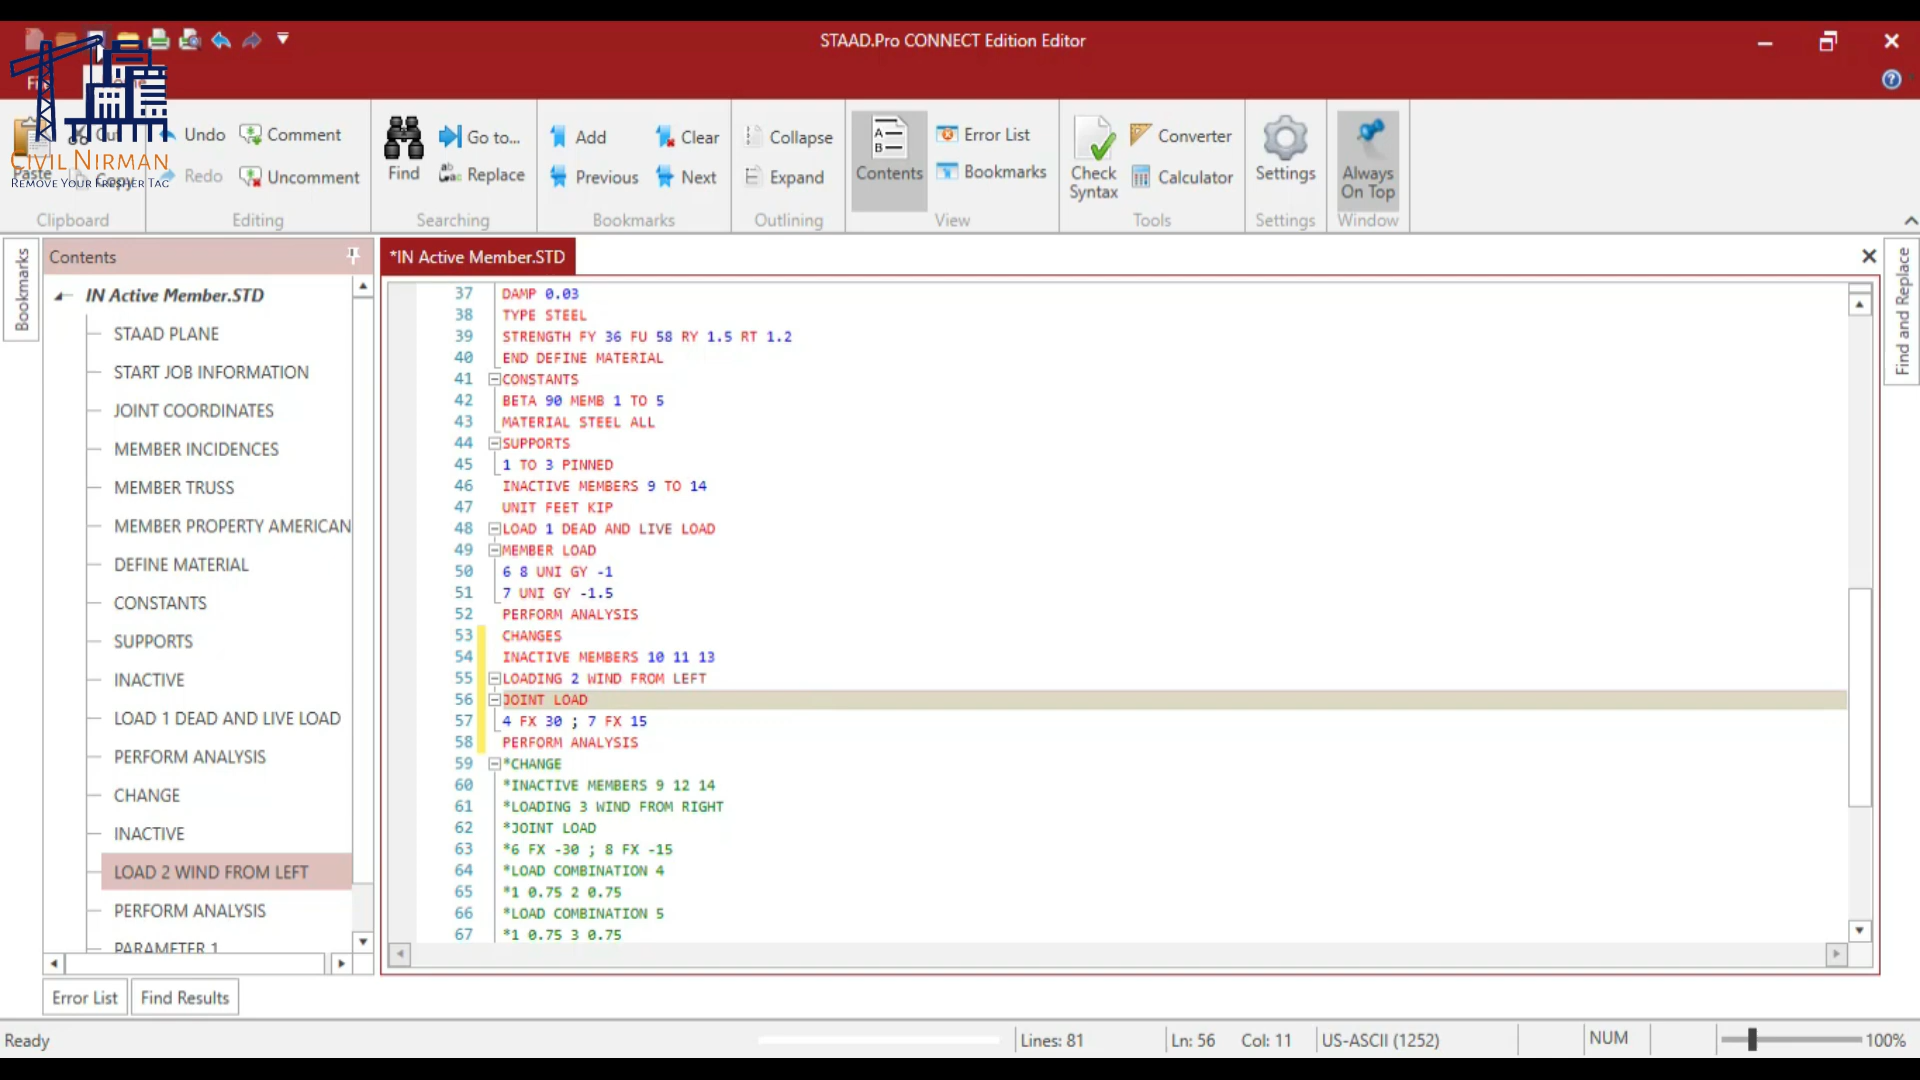 STAAD.Pro CONNECT Edition Editor
CIVIL NIRMAN
REMOVE YOUR FRESHER TAG
Paste
Cut
Copy
Clipboard
Undo
Redo
Comment
Uncomment
Editing
Find
Go to...
Replace
Searching
Add
Previous
Clear
Next
Bookmarks
Collapse
Expand
Outlining
Contents
Error List
Bookmarks
View
Check Syntax
Converter
Calculator
Tools
Settings
Settings
Always On Top
Window
Bookmarks
Contents
IN Active Member.STD
STAAD PLANE
START JOB INFORMATION
JOINT COORDINATES
MEMBER INCIDENCES
MEMBER TRUSS
MEMBER PROPERTY AMERICAN
DEFINE MATERIAL
CONSTANTS
SUPPORTS
INACTIVE
LOAD 1 DEAD AND LIVE LOAD
PERFORM ANALYSIS
CHANGE
INACTIVE
LOAD 2 WIND FROM LEFT
PERFORM ANALYSIS
PARAMETER 1
*IN Active Member.STD
37 DAMP 0.03
38 TYPE STEEL
39 STRENGTH FY 36 FU 58 RY 1.5 RT 1.2
40 END DEFINE MATERIAL
41 CONSTANTS
42 BETA 90 MEMB 1 TO 5
43 MATERIAL STEEL ALL
44 SUPPORTS
45 1 TO 3 PINNED
46 INACTIVE MEMBERS 9 TO 14
47 UNIT FEET KIP
48 LOAD 1 DEAD AND LIVE LOAD
49 MEMBER LOAD
50 6 8 UNI GY -1
51 7 UNI GY -1.5
52 PERFORM ANALYSIS
53 CHANGES
54 INACTIVE MEMBERS 10 11 13
55 LOADING 2 WIND FROM LEFT
56 JOINT LOAD
57 4 FX 30 ; 7 FX 15
58 PERFORM ANALYSIS
59 *CHANGE
60 *INACTIVE MEMBERS 9 12 14
61 *LOADING 3 WIND FROM RIGHT
62 *JOINT LOAD
63 *6 FX -30 ; 8 FX -15
64 *LOAD COMBINATION 4
65 *1 0.75 2 0.75
66 *LOAD COMBINATION 5
67 *1 0.75 3 0.75
Find and Replace
Error List
Find Results
Ready
Lines: 81
Ln: 56
Col: 11
US-ASCII (1252)
NUM
100%